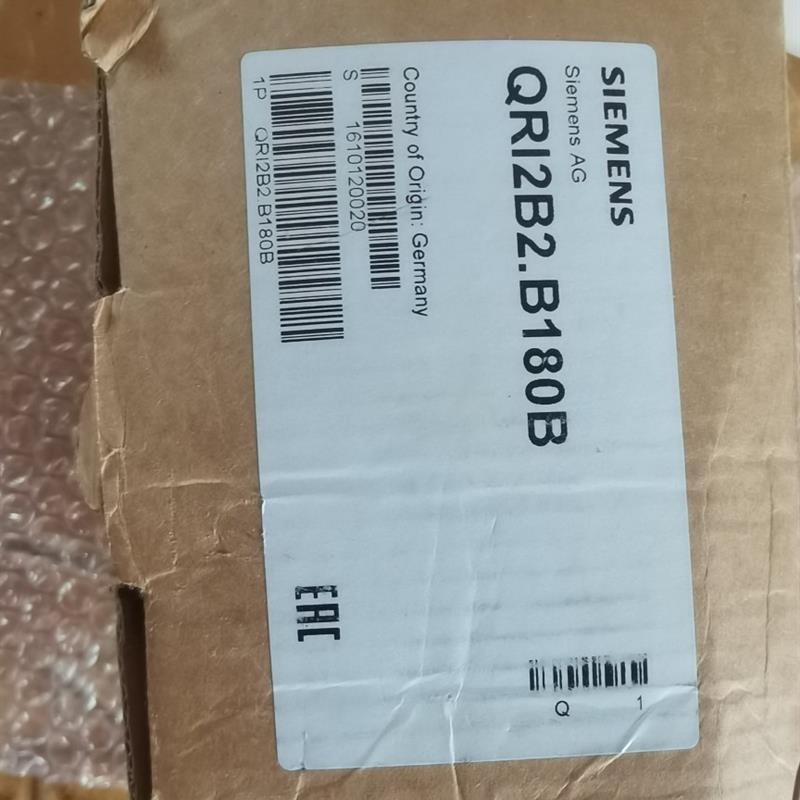 SIEMENS
Siemens AG
QRI2B2.B180B
Country of Origin: Germany
S 1610120020
1P QRI2B2.B180B
EAC
Q 1